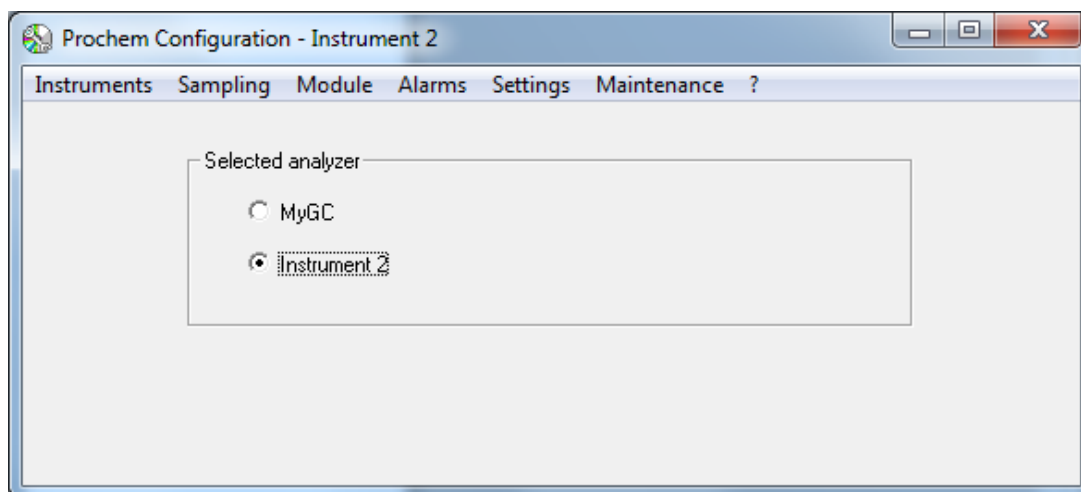 Prochem Configuration - Instrument 2
Instruments Sampling Module Alarms Settings Maintenance ?
Selected analyzer
MyGC
Instrument 2